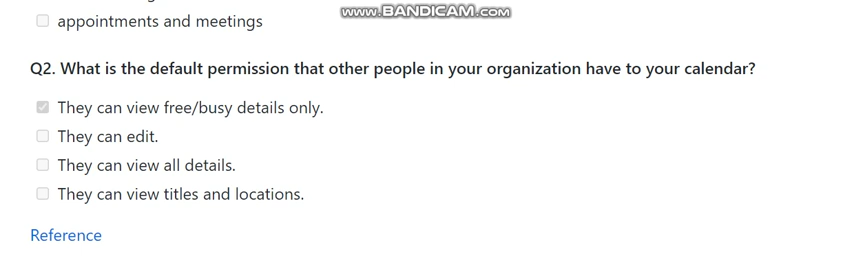 appointments and meetings
www.BANDICAM.com
Q2. What is the default permission that other people in your organization have to your calendar?
They can view free/busy details only.
They can edit.
They can view all details.
They can view titles and locations.
Reference